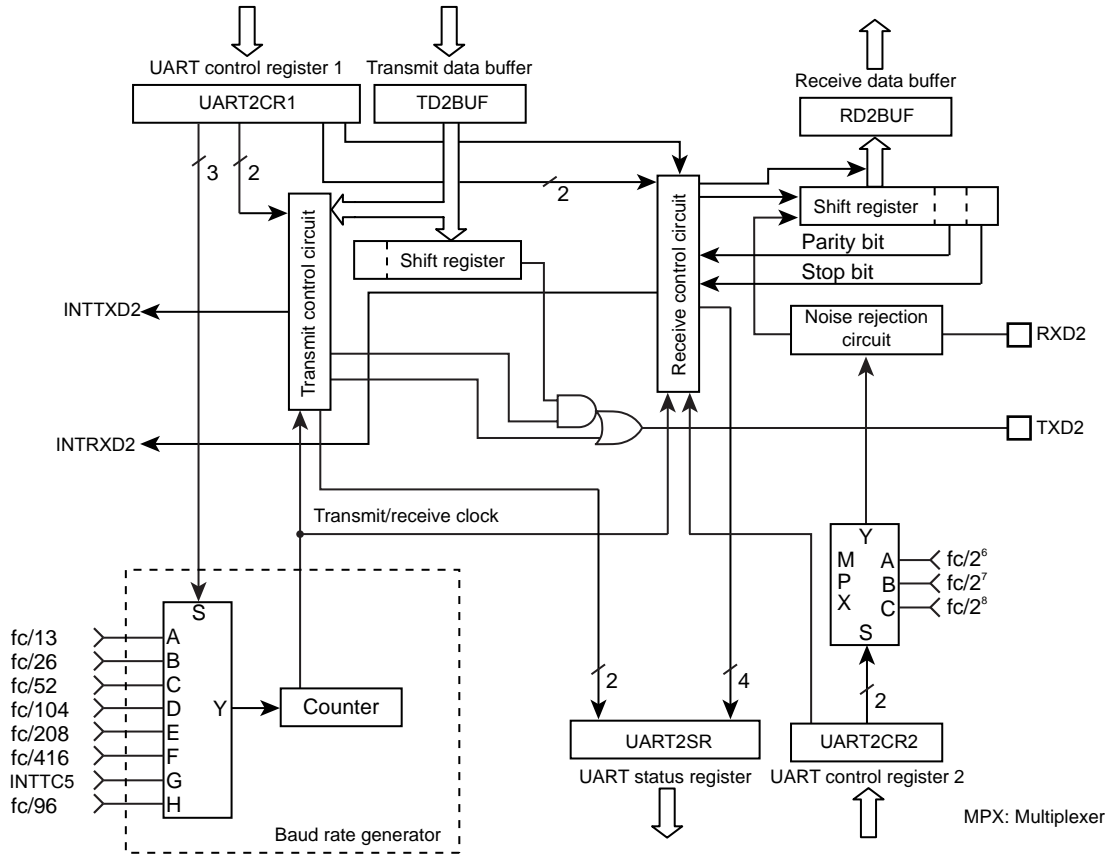 UART control register 1
Transmit data buffer
Receive data buffer
UART2CR1
TD2BUF
RD2BUF
3
2
2
Transmit control circuit
Shift register
Receive control circuit
Shift register
Parity bit
Stop bit
INTTXD2
Noise rejection
circuit
RXD2
INTRXD2
TXD2
Transmit/receive clock
Y
M
P
X
A
B
C
S
fc/2⁶
fc/2⁷
fc/2⁸
S
fc/13
A
fc/26
B
fc/52
C
fc/104
D
Y
Counter
fc/208
E
fc/416
F
INTTC5
G
fc/96
H
2
4
2
UART2SR
UART2CR2
UART status register
UART control register 2
Baud rate generator
MPX: Multiplexer